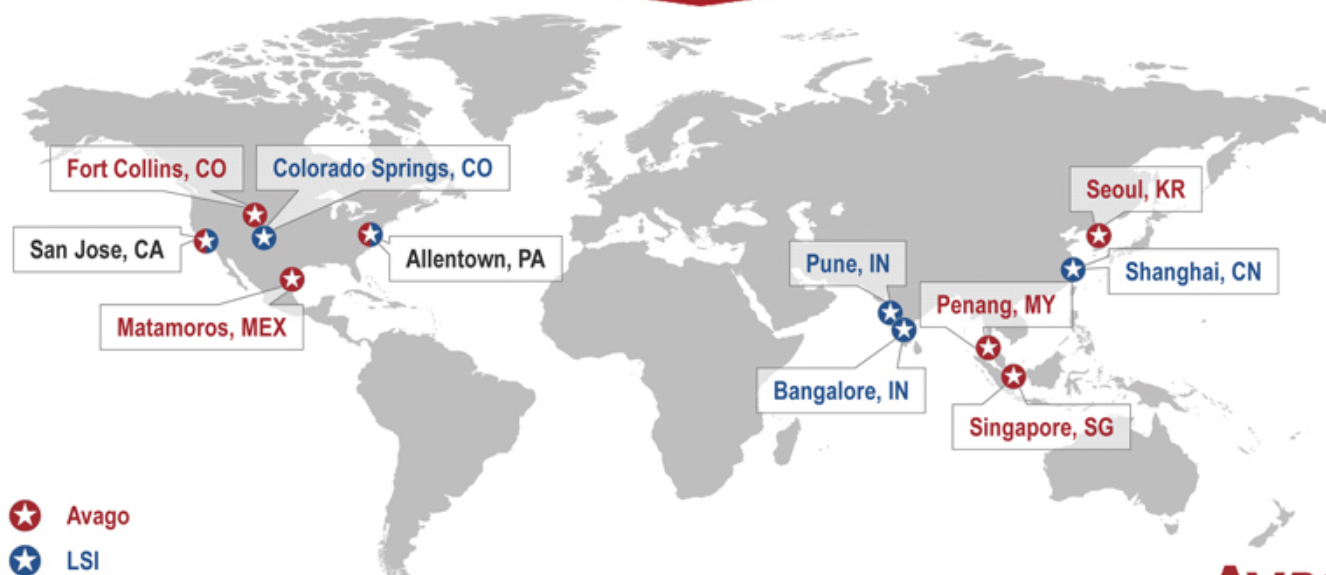 Fort Collins, CO
Colorado Springs, CO
Seoul, KR
San Jose, CA
Allentown, PA
Pune, IN
Shanghai, CN
Penang, MY
Matamoros, MEX
Bangalore, IN
Singapore, SG
Avago
LSI